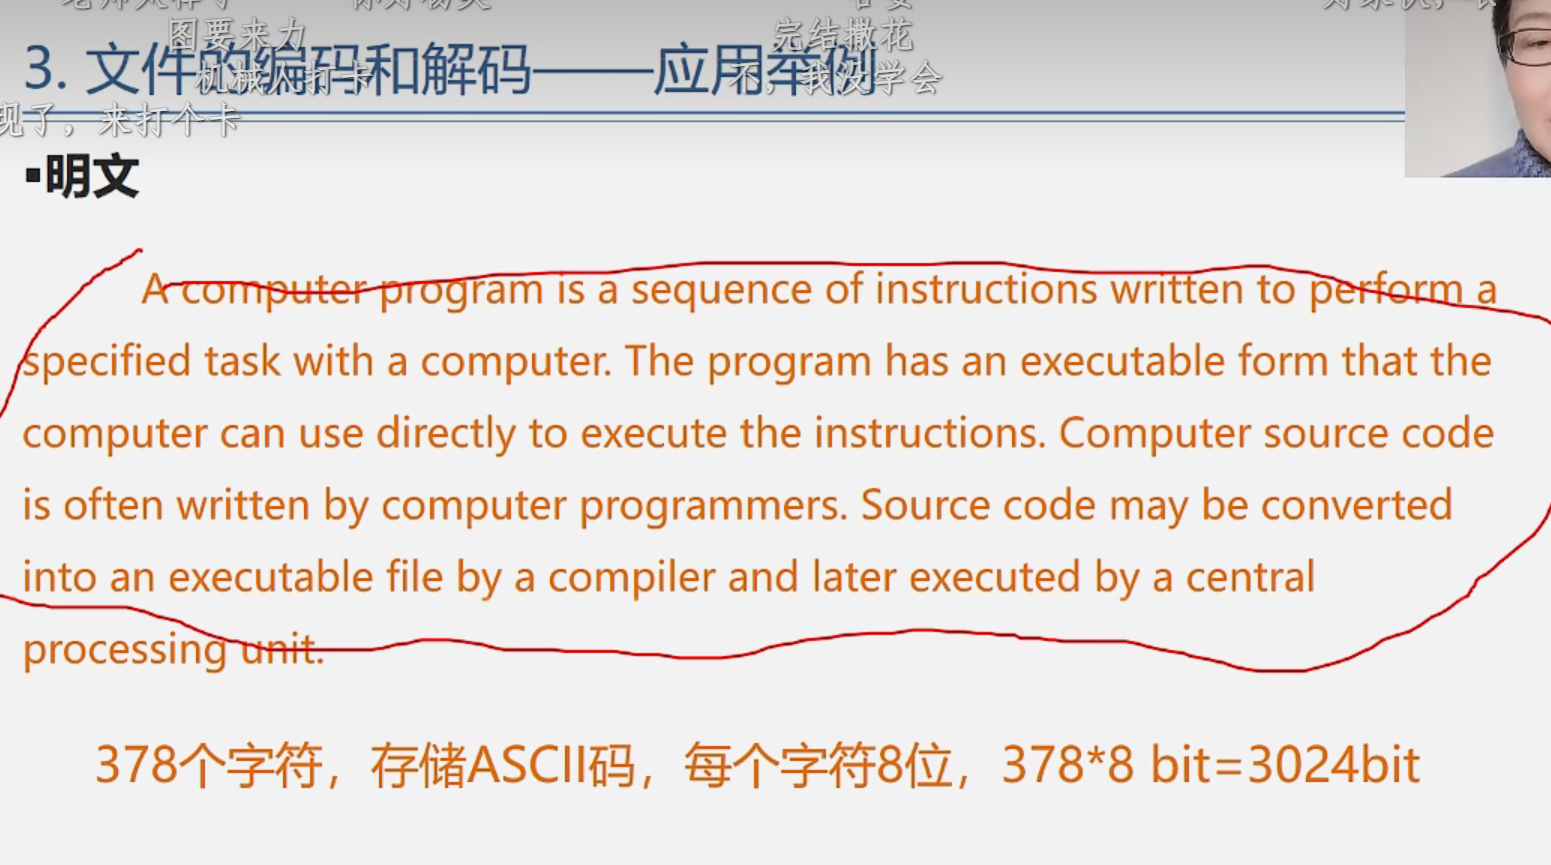 图要来力
完结撒花
3. 文件的编码和解码——应用举例
机械人打卡
不，我没学会
现了，来打个卡
▪明文
A computer program is a sequence of instructions written to perform a
specified task with a computer. The program has an executable form that the
computer can use directly to execute the instructions. Computer source code
is often written by computer programmers. Source code may be converted
into an executable file by a compiler and later executed by a central
processing unit.
378个字符，存储ASCII码，每个字符8位，378*8 bit=3024bit